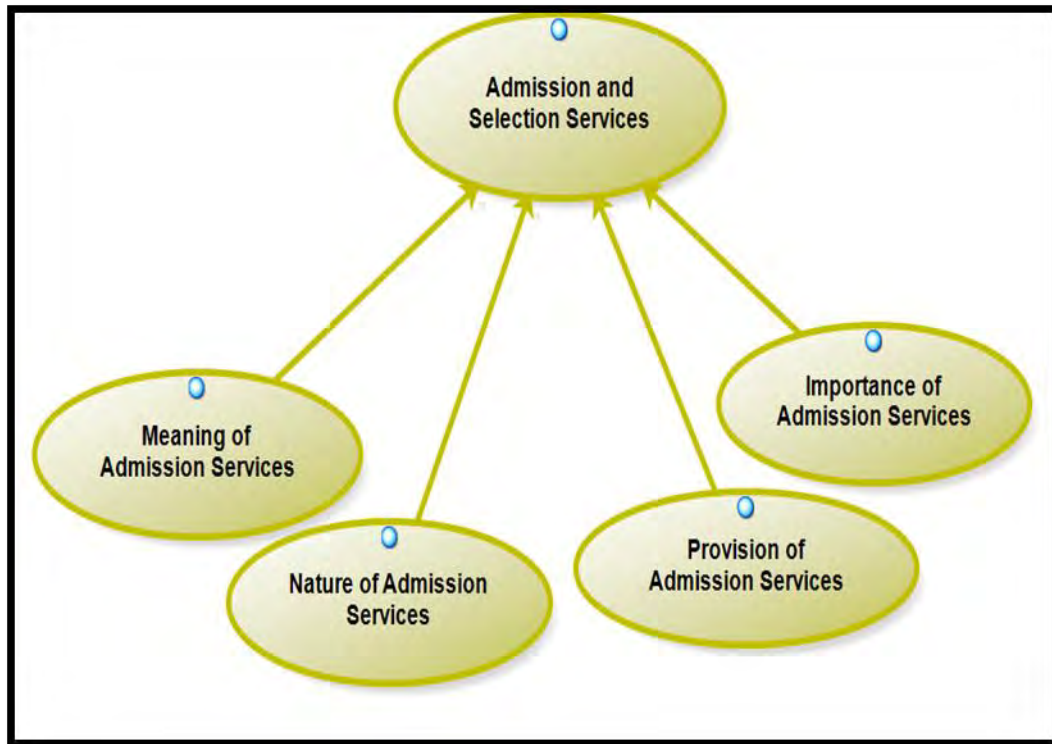 Admission and
Selection Services
Importance of
Admission Services
Meaning of
Admission Services
Provision of
Admission Services
Nature of Admission
Services